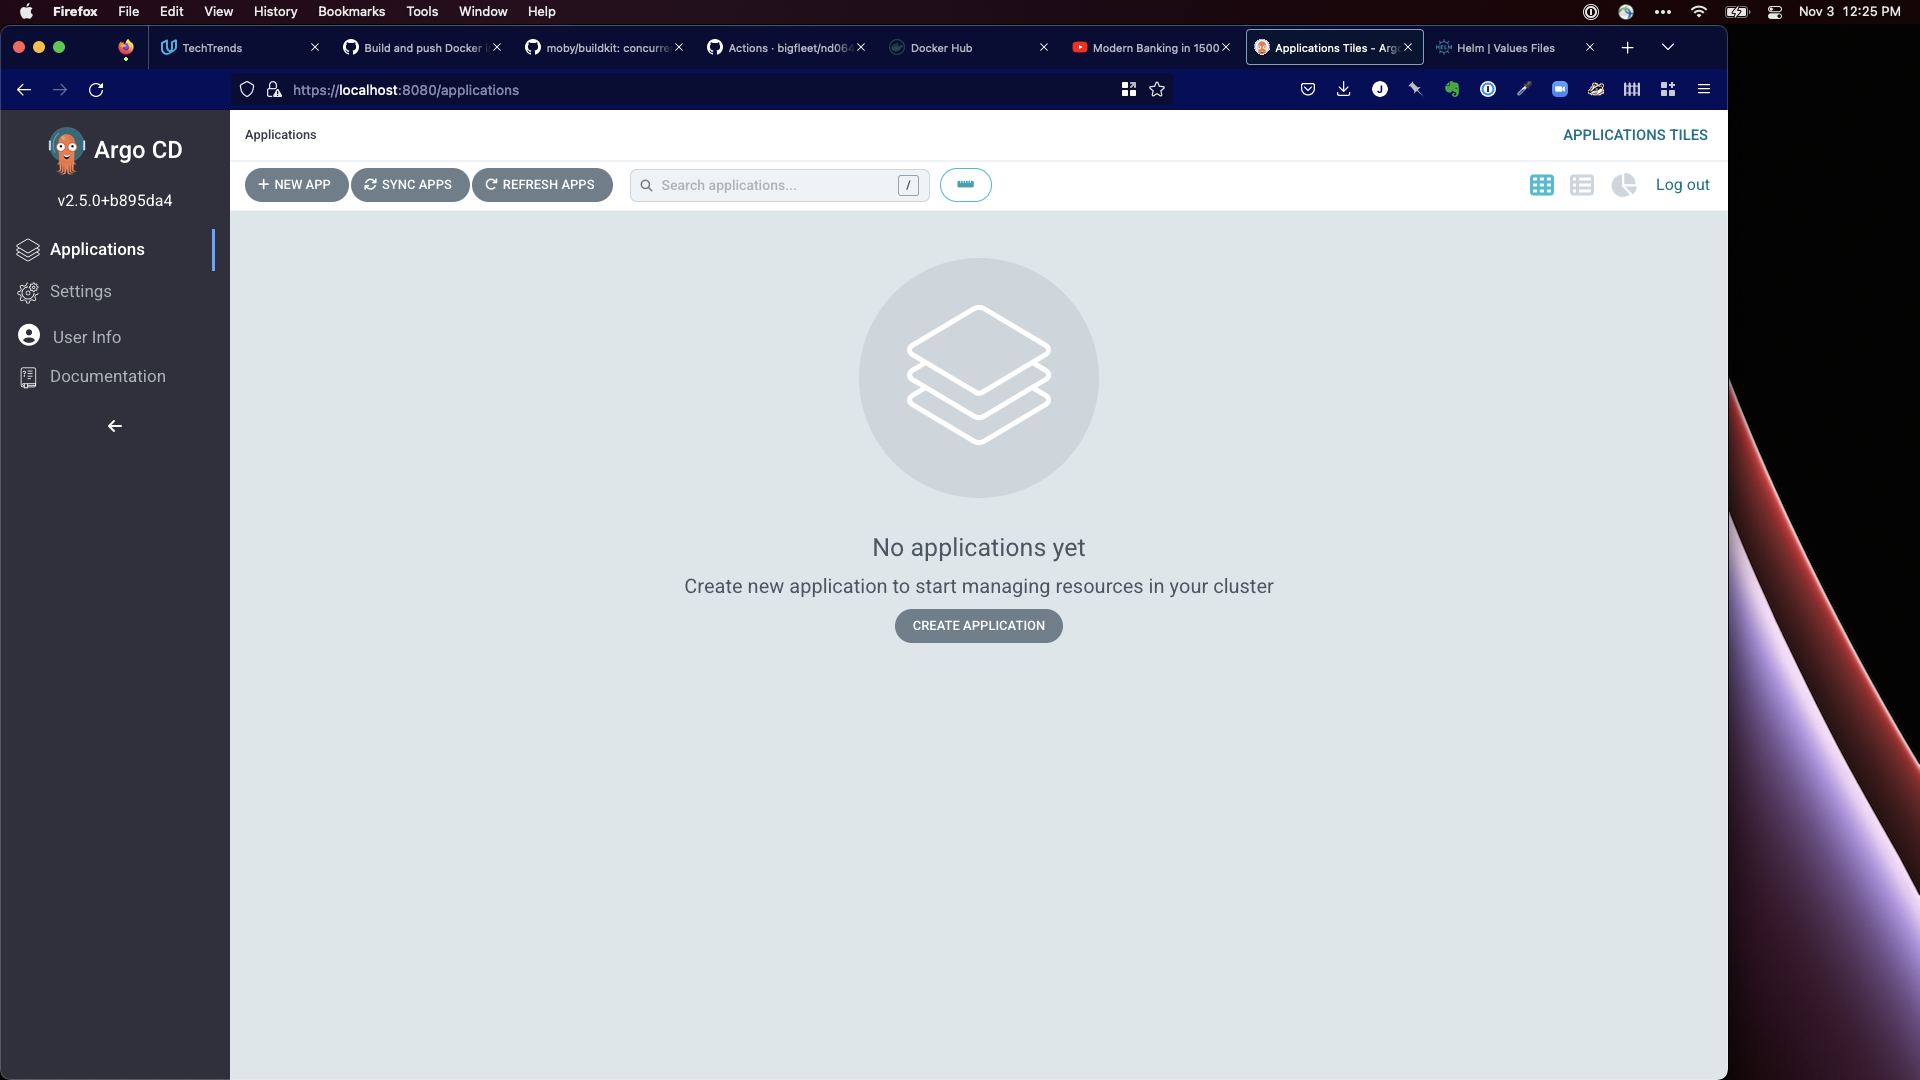 Firefox File Edit View History Bookmarks Tools Window Help Nov 3 12:25 PM
TechTrends Build and push Docker i moby/buildkit: concurre Actions · bigfleet/nd064 Docker Hub Modern Banking in 1500 Applications Tiles - Argo Helm | Values Files
https://localhost:8080/applications
Argo CD
v2.5.0+b895da4
Applications
Settings
User Info
Documentation
Applications APPLICATIONS TILES
NEW APP SYNC APPS REFRESH APPS Search applications... / Log out
No applications yet
Create new application to start managing resources in your cluster
CREATE APPLICATION